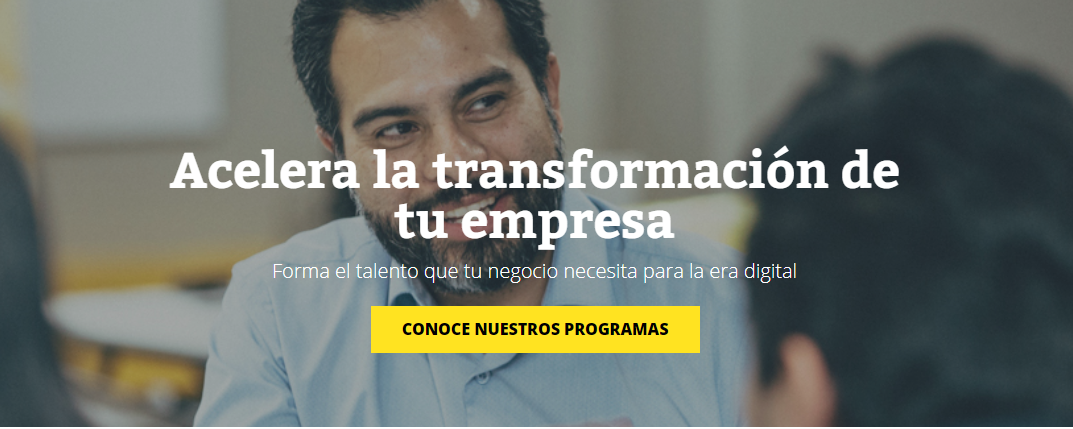 Acelera la transformación de
tu empresa
Forma el talento que tu negocio necesita para la era digital
CONOCE NUESTROS PROGRAMAS